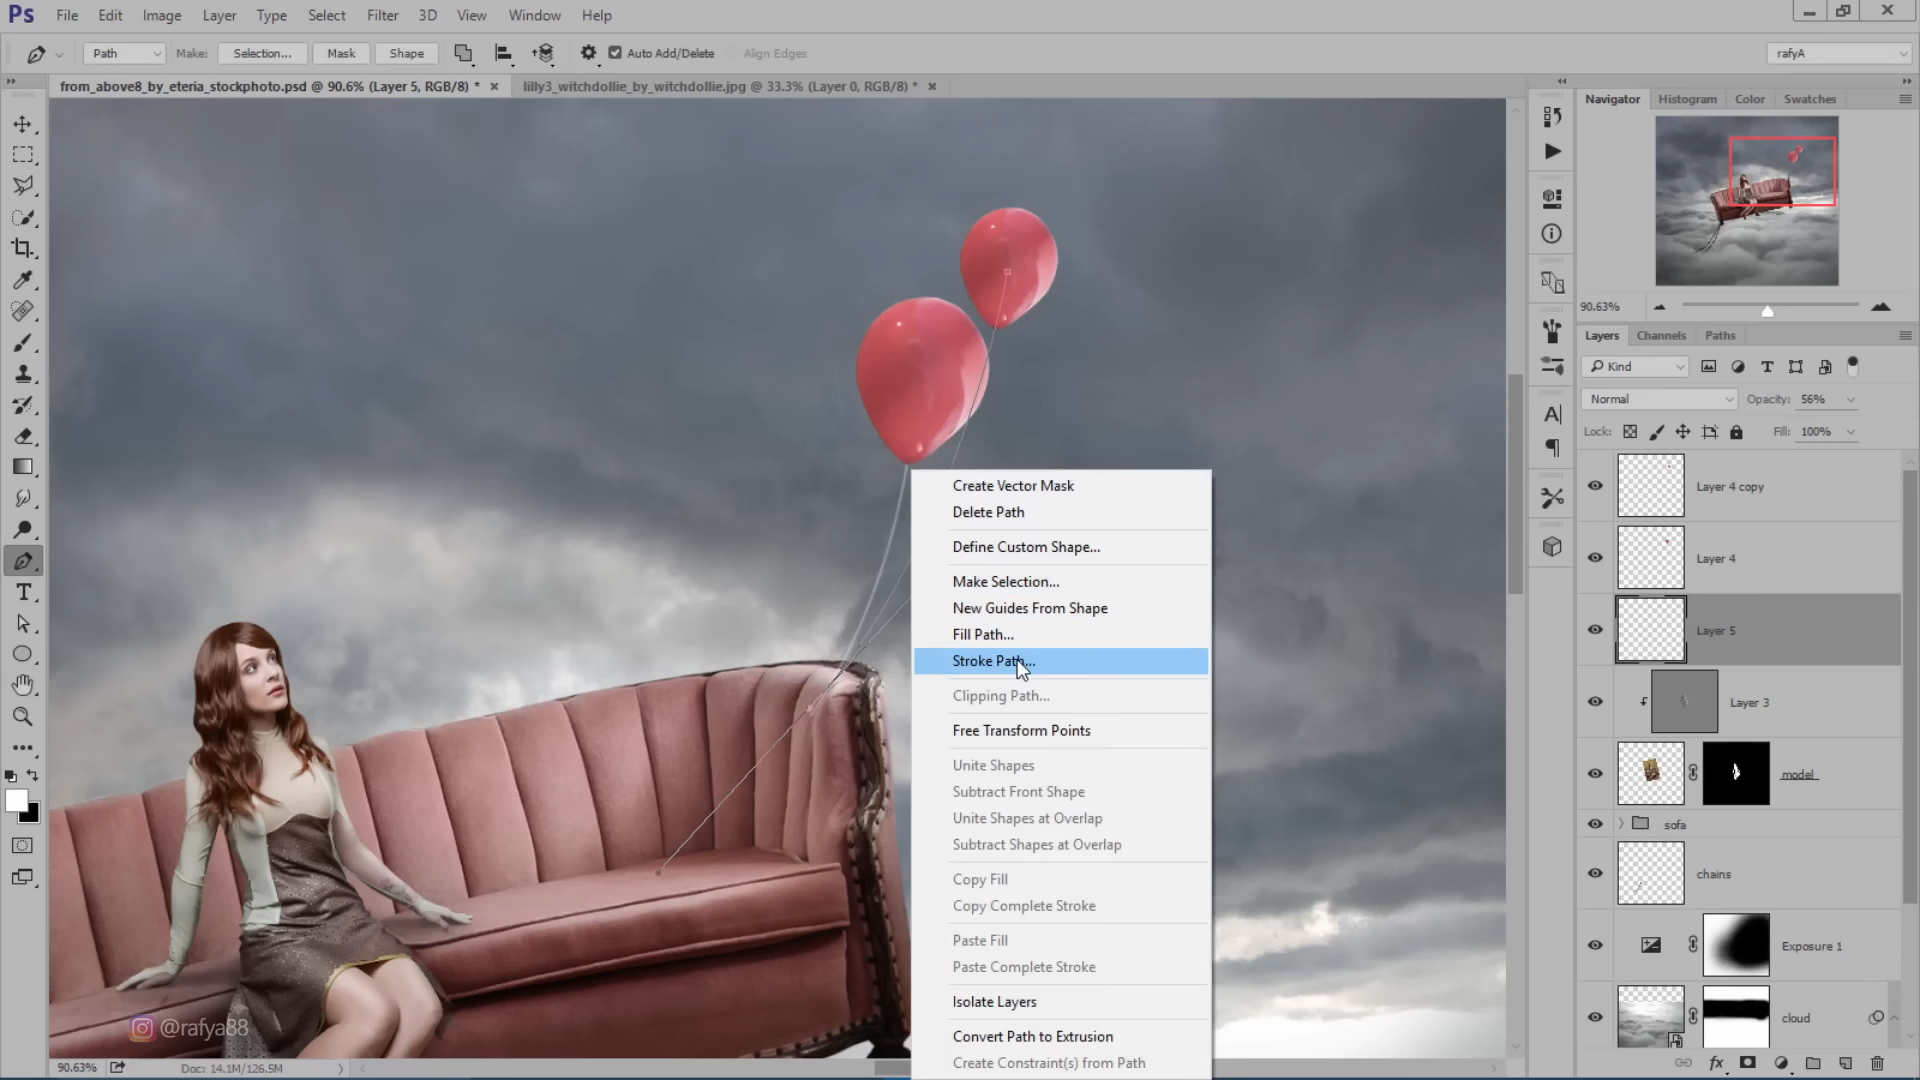 Ps File Edit Image Layer Type Select Filter 3D View Window Help
Path Make: Selection... Mask Shape Auto Add/Delete Align Edges rafyA
from_above8_by_eteria_stockphoto.psd @ 90.6% (Layer 5, RGB/8) * lilly3_witchdollie_by_witchdollie.jpg @ 33.3% (Layer 0, RGB/8) *
Navigator Histogram Color Swatches
90.63%
Layers Channels Paths
Kind
Normal Opacity: 56%
Lock: Fill: 100%
Layer 4 copy
Layer 4
Layer 5
Layer 3
model
sofa
chains
Exposure 1
cloud
Create Vector Mask
Delete Path
Define Custom Shape...
Make Selection...
New Guides From Shape
Fill Path...
Stroke Path...
Clipping Path...
Free Transform Points
Unite Shapes
Subtract Front Shape
Unite Shapes at Overlap
Subtract Shapes at Overlap
Copy Fill
Copy Complete Stroke
Paste Fill
Paste Complete Stroke
Isolate Layers
Convert Path to Extrusion
Create Constraint(s) from Path
@rafya88
90.63% Doc: 14.1M/126.5M